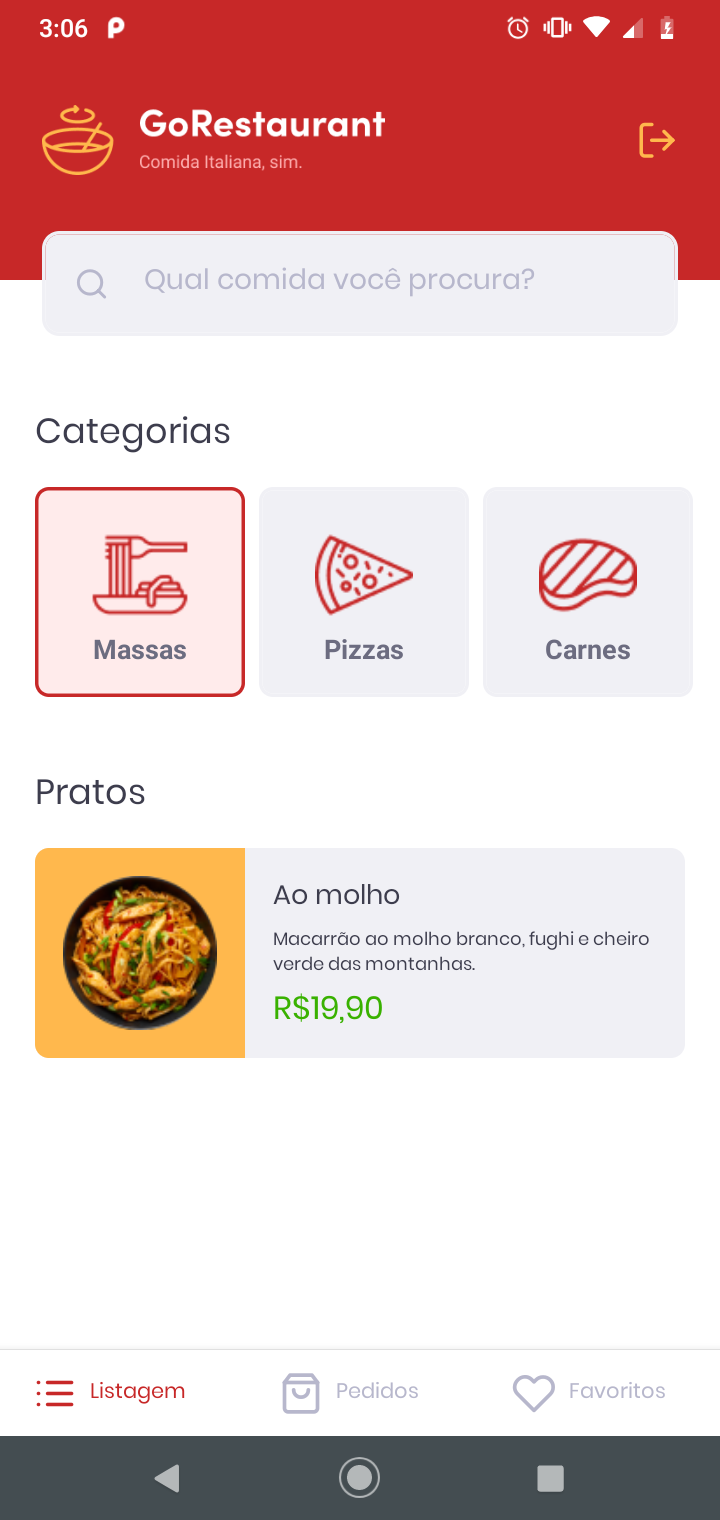 3:06
GoRestaurant
Comida Italiana, sim.
Qual comida você procura?
Categorias
Massas
Pizzas
Carnes
Pratos
Ao molho
Macarrão ao molho branco, fughi e cheiro
verde das montanhas.
R$19,90
Listagem
Pedidos
Favoritos